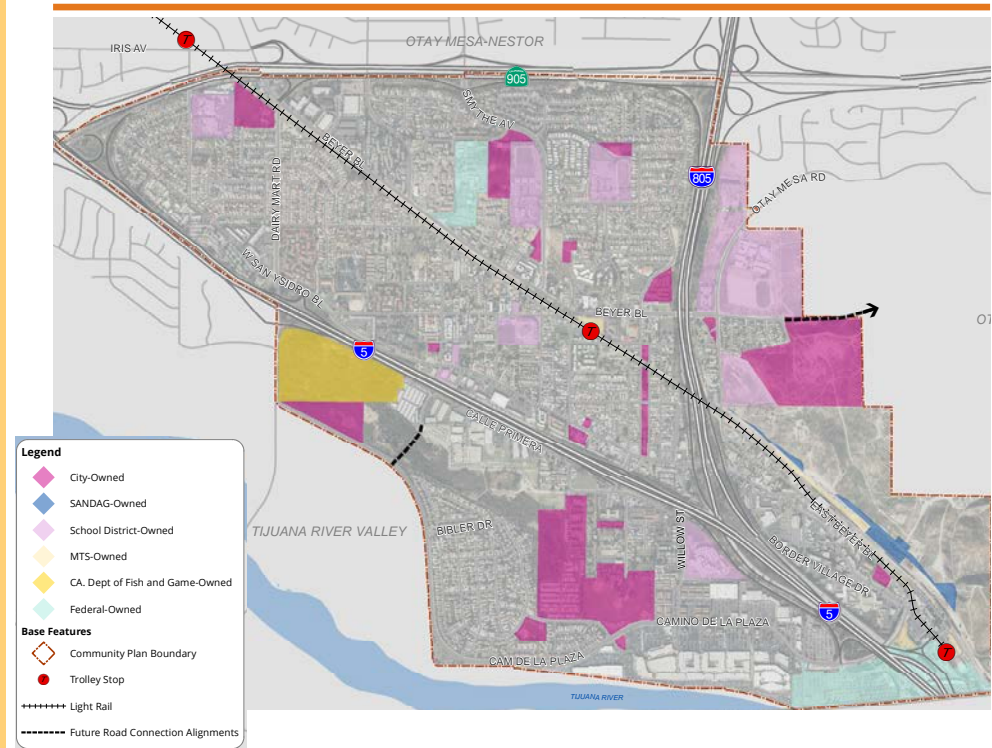 OTAY MESA-NESTOR
IRIS AV
T
905
SMYTHE AV
BEYER BL
DAIRY MART RD
805
OTAY MESA RD
W SAN YSIDRO BL
BEYER BL
T
OT
5
CALLE PRIMERA
Legend
City-Owned
SANDAG-Owned
School District-Owned
MTS-Owned
CA. Dept of Fish and Game-Owned
Federal-Owned
Base Features
Community Plan Boundary
Trolley Stop
Light Rail
Future Road Connection Alignments
TIJUANA RIVER VALLEY
BIBLER DR
WILLOW ST
EAST BEYER BL
BORDER VILLAGE DR
5
CAMINO DE LA PLAZA
CAM DE LA PLAZA
T
TIJUANA RIVER